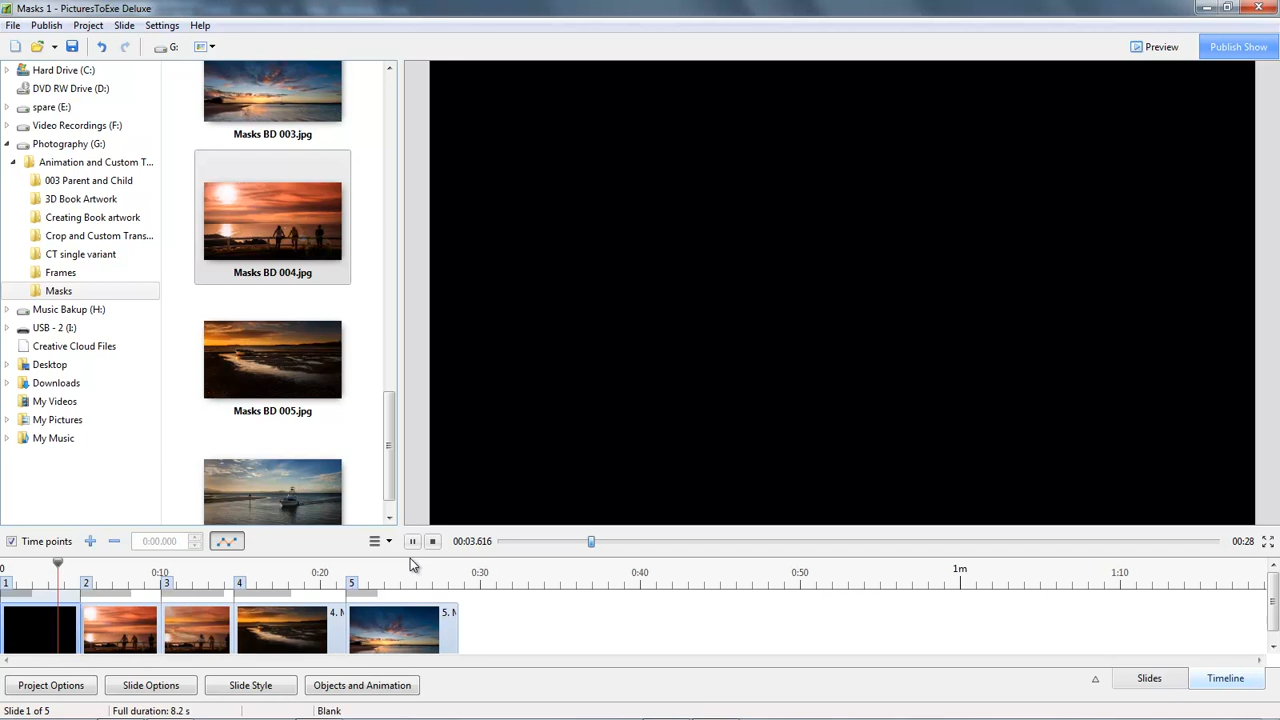 Masks 1 - PicturesToExe Deluxe
File Publish Project Slide Settings Help
G: Preview Publish Show
Hard Drive (C:)
DVD RW Drive (D:)
spare (E:)
Video Recordings (F:)
Photography (G:)
Animation and Custom T...
003 Parent and Child
3D Book Artwork
Creating Book artwork
Crop and Custom Trans...
CT single variant
Frames
Masks
Music Bakup (H:)
USB - 2 (I:)
Creative Cloud Files
Desktop
Downloads
My Videos
My Pictures
My Music
Masks BD 003.jpg
Masks BD 004.jpg
Masks BD 005.jpg
Time points 0:00.000 00:03.616 00:28
0 0:10 0:20 0:30 0:40 0:50 1m 1:10
1 2 3 4 5
4. M 5. M
Project Options Slide Options Slide Style Objects and Animation Slides Timeline
Slide 1 of 5 Full duration: 8.2 s Blank